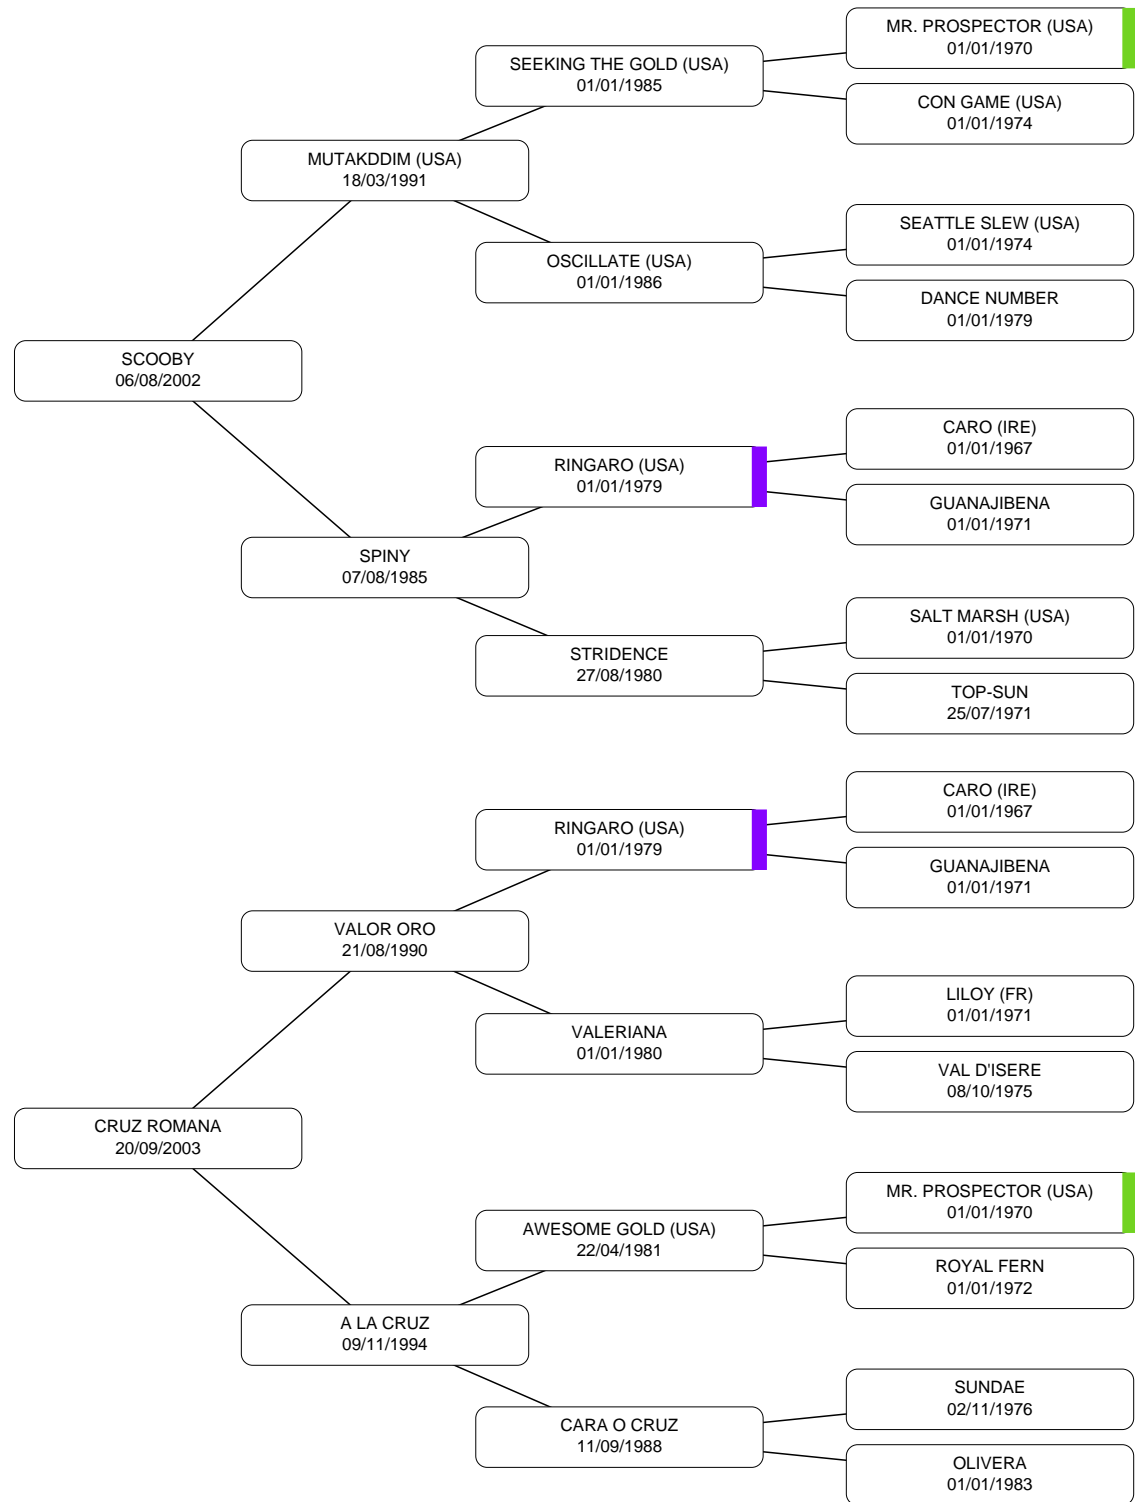 MR. PROSPECTOR (USA)
01/01/1970
SEEKING THE GOLD (USA)
01/01/1985
CON GAME (USA)
01/01/1974
MUTAKDDIM (USA)
18/03/1991
SEATTLE SLEW (USA)
01/01/1974
OSCILLATE (USA)
01/01/1986
DANCE NUMBER
01/01/1979
SCOOBY
06/08/2002
CARO (IRE)
01/01/1967
RINGARO (USA)
01/01/1979
GUANAJIBENA
01/01/1971
SPINY
07/08/1985
SALT MARSH (USA)
01/01/1970
STRIDENCE
27/08/1980
TOP-SUN
25/07/1971
CARO (IRE)
01/01/1967
RINGARO (USA)
01/01/1979
GUANAJIBENA
01/01/1971
VALOR ORO
21/08/1990
LILOY (FR)
01/01/1971
VALERIANA
01/01/1980
VAL D'ISERE
08/10/1975
CRUZ ROMANA
20/09/2003
MR. PROSPECTOR (USA)
01/01/1970
AWESOME GOLD (USA)
22/04/1981
ROYAL FERN
01/01/1972
A LA CRUZ
09/11/1994
SUNDAE
02/11/1976
CARA O CRUZ
11/09/1988
OLIVERA
01/01/1983